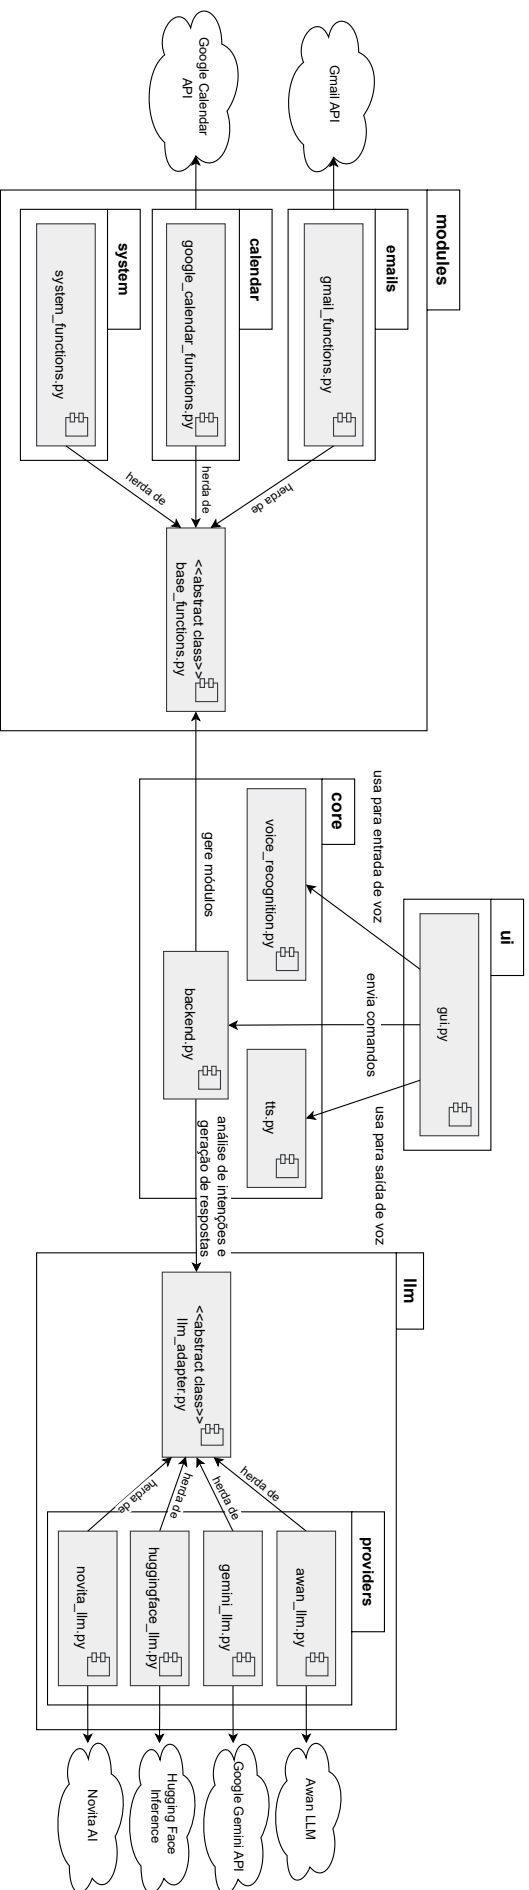 Google Calendar
API
Gmail API
modules
emails
gmail_functions.py
calendar
google_calendar_functions.py
system
system_functions.py
herda de
herda de
herda de
<<abstract class>>
base_functions.py
gere módulos
core
voice_recognition.py
backend.py
tts.py
usa para entrada de voz
envia comandos
usa para saída de voz
ui
gui.py
análise de intenções e
geração de respostas
llm
<<abstract class>>
llm_adapter.py
herda de
herda de
herda de
herda de
providers
awan_llm.py
gemini_llm.py
huggingface_llm.py
novita_llm.py
Awan LLM
Google Gemini API
Hugging Face
Inference
Novita AI